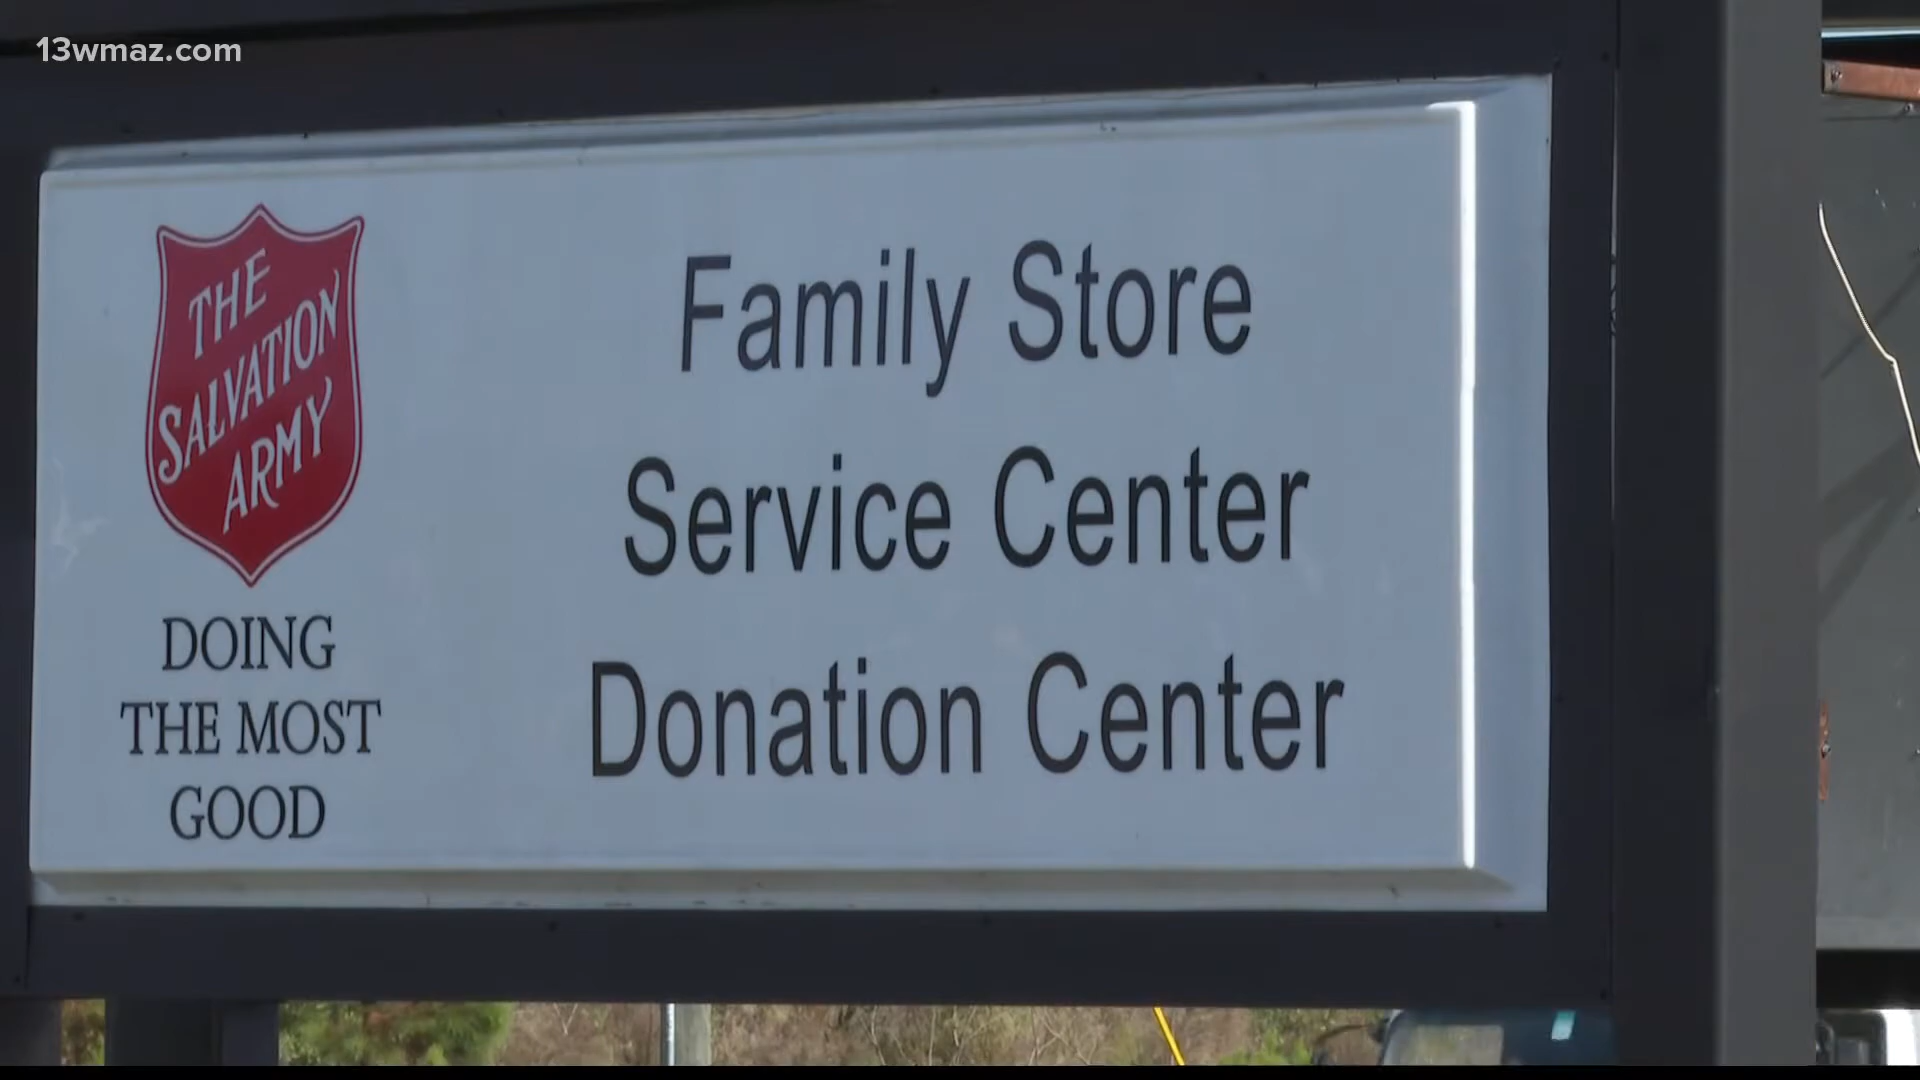 13wmaz.com
THE
SALVATION
ARMY
DOING
THE MOST
GOOD
Family Store
Service Center
Donation Center